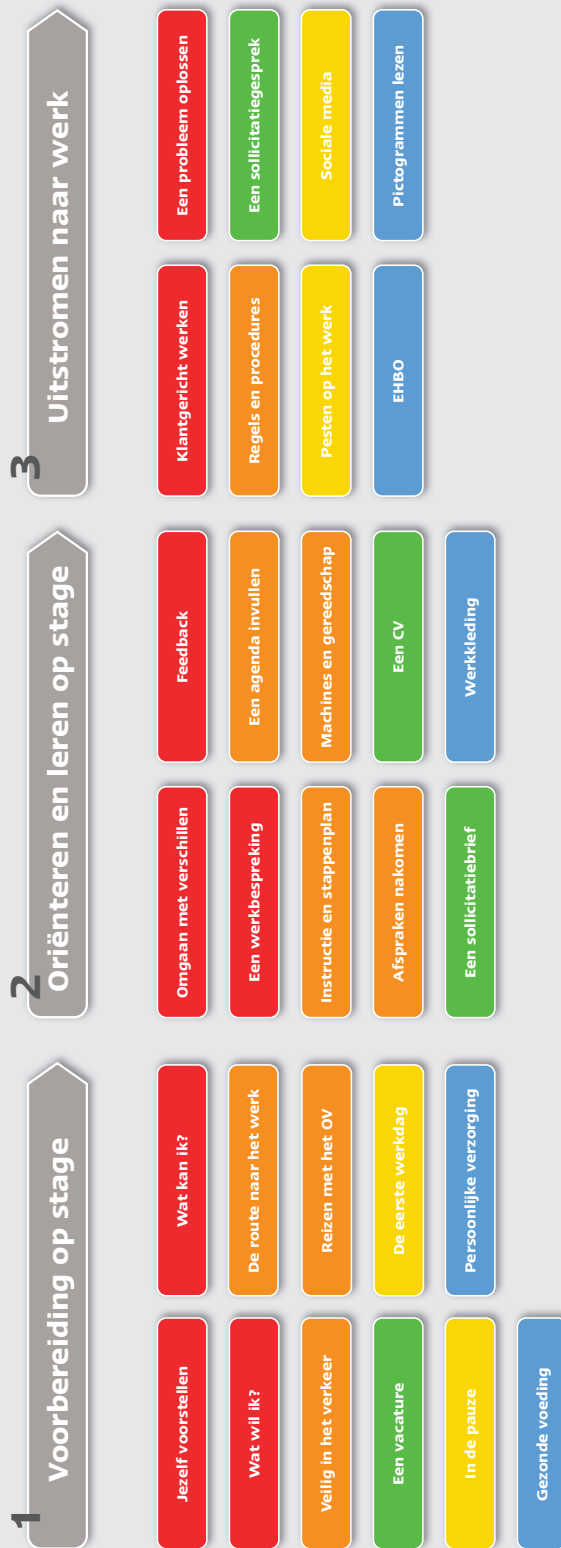 1
Voorbereiding op stage
Jezelf voorstellen
Wat kan ik?
Wat wil ik?
De route naar het werk
Veilig in het verkeer
Reizen met het OV
Een vacature
De eerste werkdag
In de pauze
Persoonlijke verzorging
Gezonde voeding
2
Oriënteren en leren op stage
Omgaan met verschillen
Feedback
Een werkbespreking
Een agenda invullen
Instructie en stappenplan
Machines en gereedschap
Afspraken nakomen
Een CV
Een sollicitatiebrief
Werkkleding
3
Uitstromen naar werk
Klantgericht werken
Een probleem oplossen
Regels en procedures
Een sollicitatiegesprek
Pesten op het werk
Sociale media
EHBO
Pictogrammen lezen